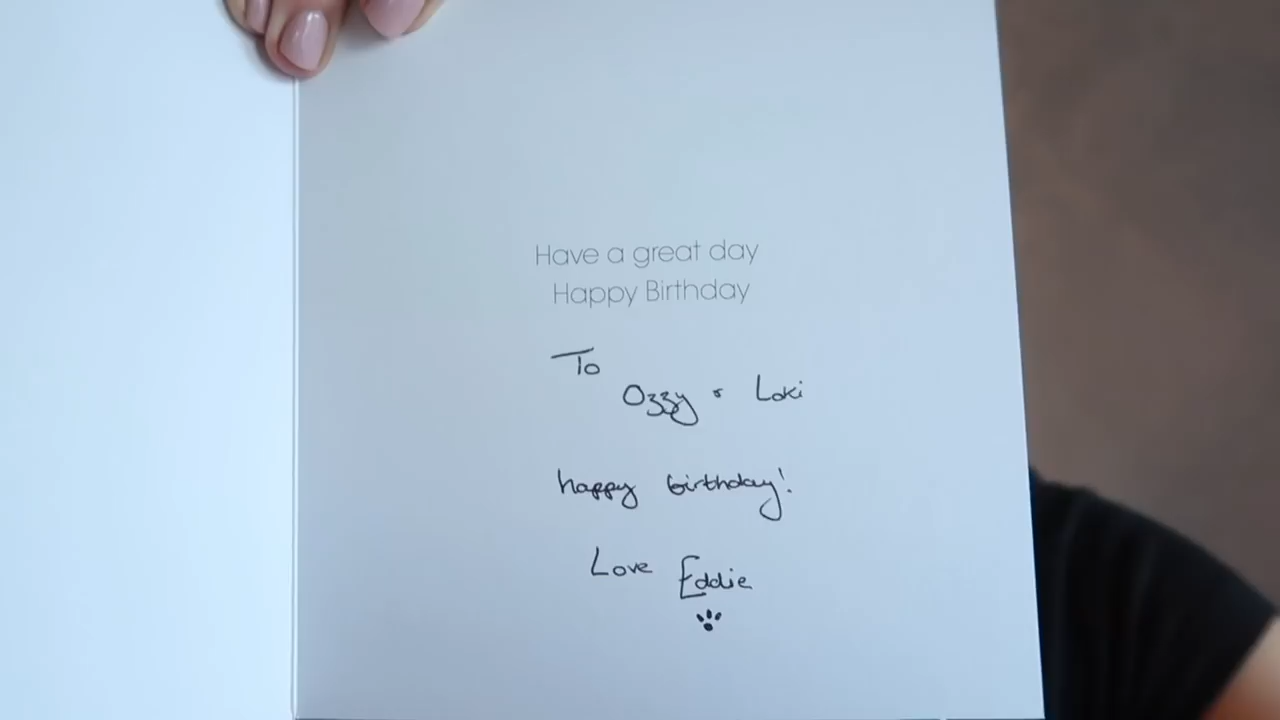 Have a great day
Happy Birthday
To
Ozzy & Loki
happy birthday!
Love Eddie